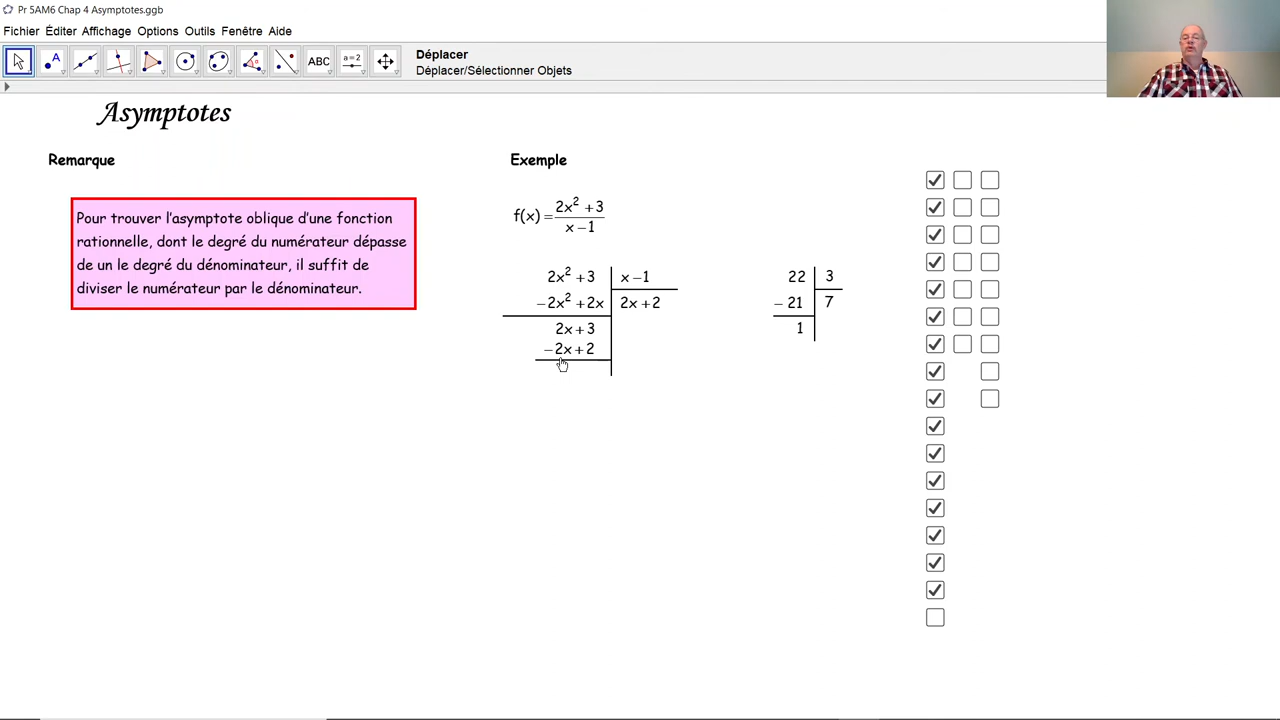 Pr 5AM6 Chap 4 Asymptotes.ggb
Fichier Éditer Affichage Options Outils Fenêtre Aide
A
ABC
a=2
Déplacer
Déplacer/Sélectionner Objets
Asymptotes
Remarque
Pour trouver l'asymptote oblique d'une fonction
rationnelle, dont le degré du numérateur dépasse
de un le degré du dénominateur, il suffit de
diviser le numérateur par le dénominateur.
Exemple
f(x) = (2x² + 3)/(x − 1)
2x² + 3 x − 1
− 2x² + 2x 2x + 2
2x + 3
− 2x + 2
22 3
− 21 7
1